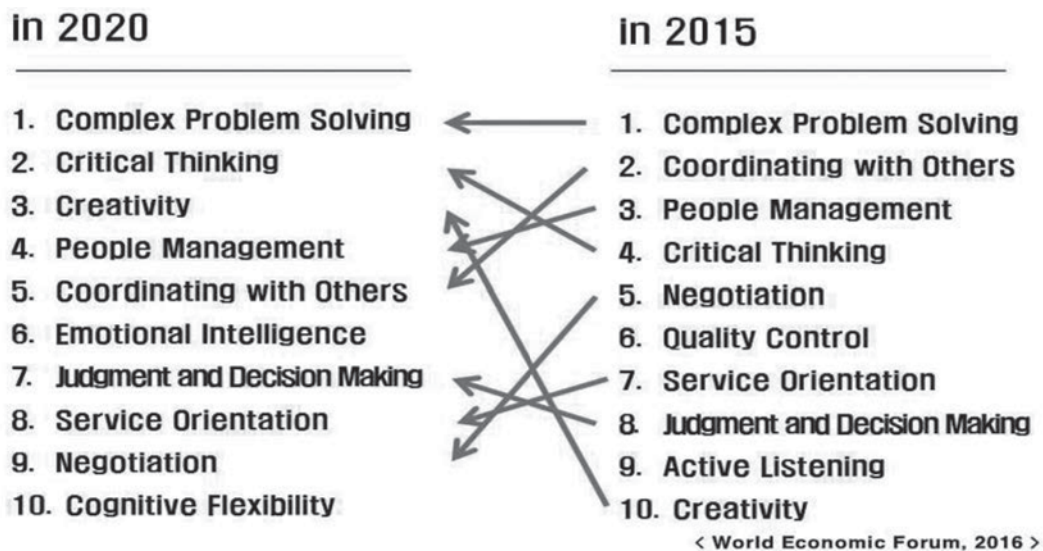 in 2020
1. Complex Problem Solving
2. Critical Thinking
3. Creativity
4. People Management
5. Coordinating with Others
6. Emotional Intelligence
7. Judgment and Decision Making
8. Service Orientation
9. Negotiation
10. Cognitive Flexibility
in 2015
1. Complex Problem Solving
2. Coordinating with Others
3. People Management
4. Critical Thinking
5. Negotiation
6. Quality Control
7. Service Orientation
8. Judgment and Decision Making
9. Active Listening
10. Creativity
< World Economic Forum, 2016 >